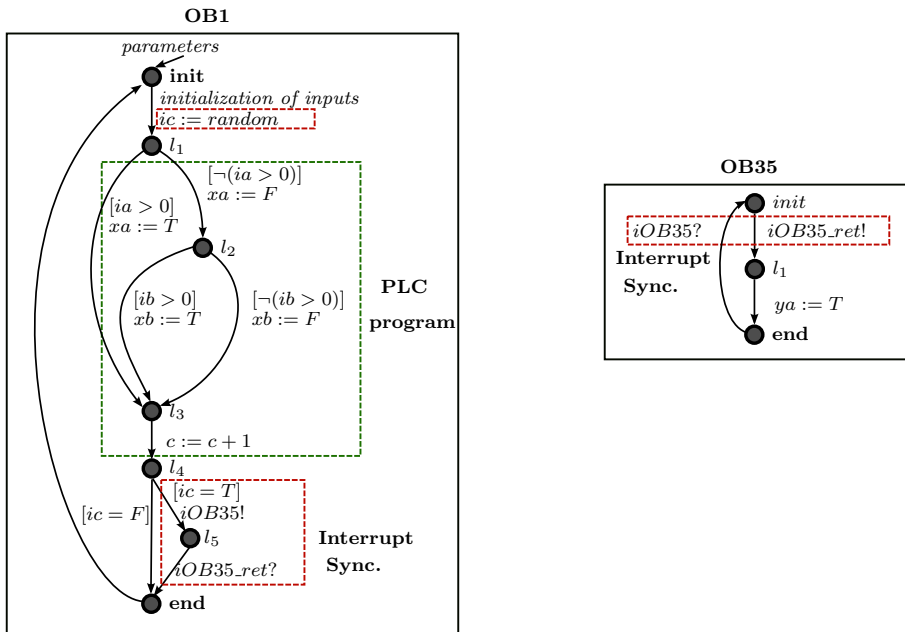 OB1
parameters
init
initialization of inputs
ic := random
l₁
[¬(ia > 0)]
xa := F
[ia > 0]
xa := T
l₂
[ib > 0]
xb := T
[¬(ib > 0)]
xb := F
PLC
program
l₃
c := c + 1
l₄
[ic = T]
iOB35!
[ic = F]
l₅
Interrupt
Sync.
iOB35_ret?
end
OB35
init
iOB35?
iOB35_ret!
Interrupt
Sync.
l₁
ya := T
end